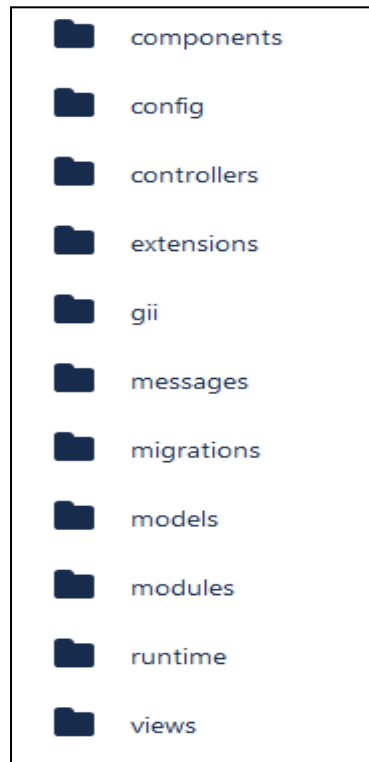 components
config
controllers
extensions
gii
messages
migrations
models
modules
runtime
views